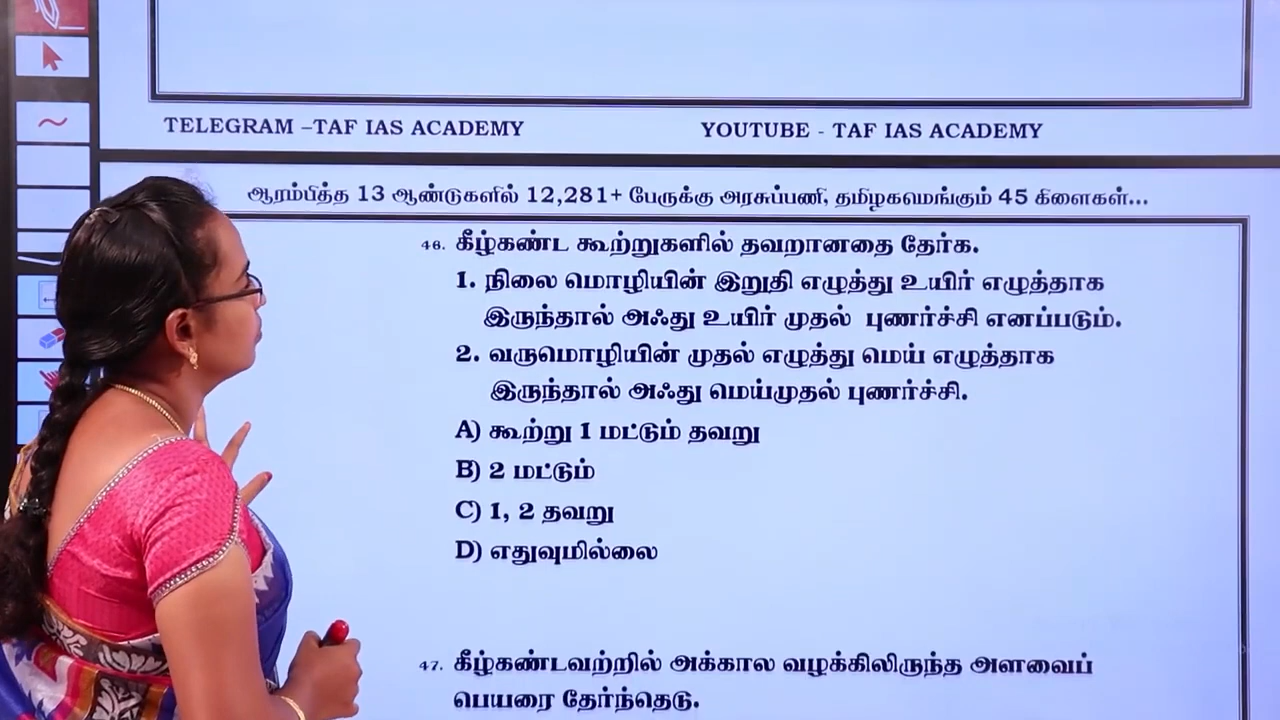 TELEGRAM –TAF IAS ACADEMY YOUTUBE - TAF IAS ACADEMY
ஆரம்பித்த 13 ஆண்டுகளில் 12,281+ பேருக்கு அரசுப்பணி, தமிழகமெங்கும் 45 கிளைகள்...
46. கீழ்கண்ட கூற்றுகளில் தவறானதை தேர்க.
1. நிலை மொழியின் இறுதி எழுத்து உயிர் எழுத்தாக
இருந்தால் அஃது உயிர் முதல் புணர்ச்சி எனப்படும்.
2. வருமொழியின் முதல் எழுத்து மெய் எழுத்தாக
இருந்தால் அஃது மெய்முதல் புணர்ச்சி.
A) கூற்று 1 மட்டும் தவறு
B) 2 மட்டும்
C) 1, 2 தவறு
D) எதுவுமில்லை
47. கீழ்கண்டவற்றில் அக்கால வழக்கிலிருந்த அளவைப்
பெயரை தேர்ந்தெடு.